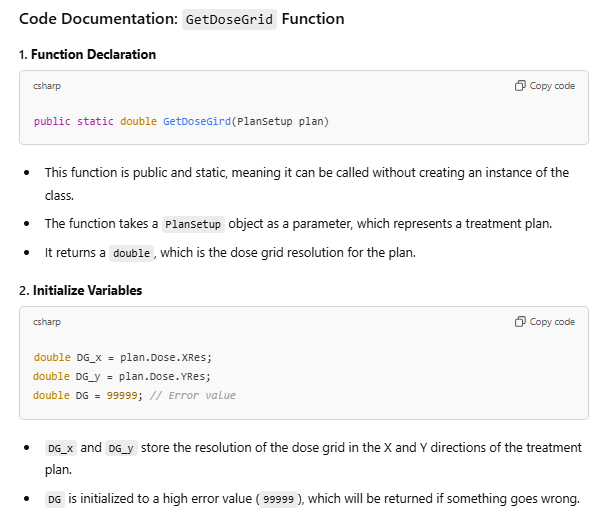 Code Documentation: GetDoseGrid Function
1. Function Declaration
csharp
Copy code
public static double GetDoseGird(PlanSetup plan)
• This function is public and static, meaning it can be called without creating an instance of the
class.
• The function takes a PlanSetup object as a parameter, which represents a treatment plan.
• It returns a double, which is the dose grid resolution for the plan.
2. Initialize Variables
csharp
Copy code
double DG_x = plan.Dose.XRes;
double DG_y = plan.Dose.YRes;
double DG = 99999; // Error value
• DG_x and DG_y store the resolution of the dose grid in the X and Y directions of the treatment
plan.
• DG is initialized to a high error value (99999), which will be returned if something goes wrong.